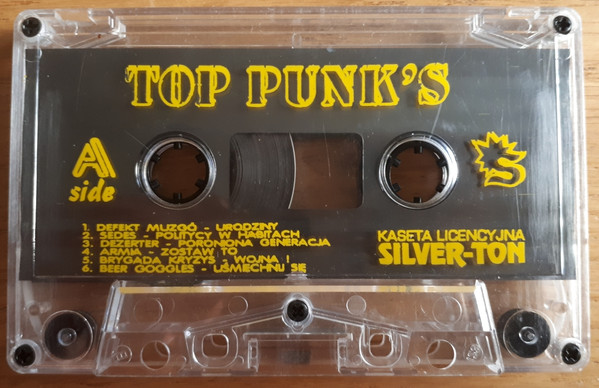 TOP PUNK'S
A
side
S
1. DEFEKT MUZGÓ - URODZINY
2. SEDES - POLITYCY W HABITACH
3. DEZERTER - PORONIONA GENERACJA
4. ARMIA - ZOSTAW TO
5. BRYGADA KRYZYS - WOJNA !
6. BEER GOGGLES - UŚMIECHNIJ SIĘ
KASETA LICENCYJNA
SILVER-TON